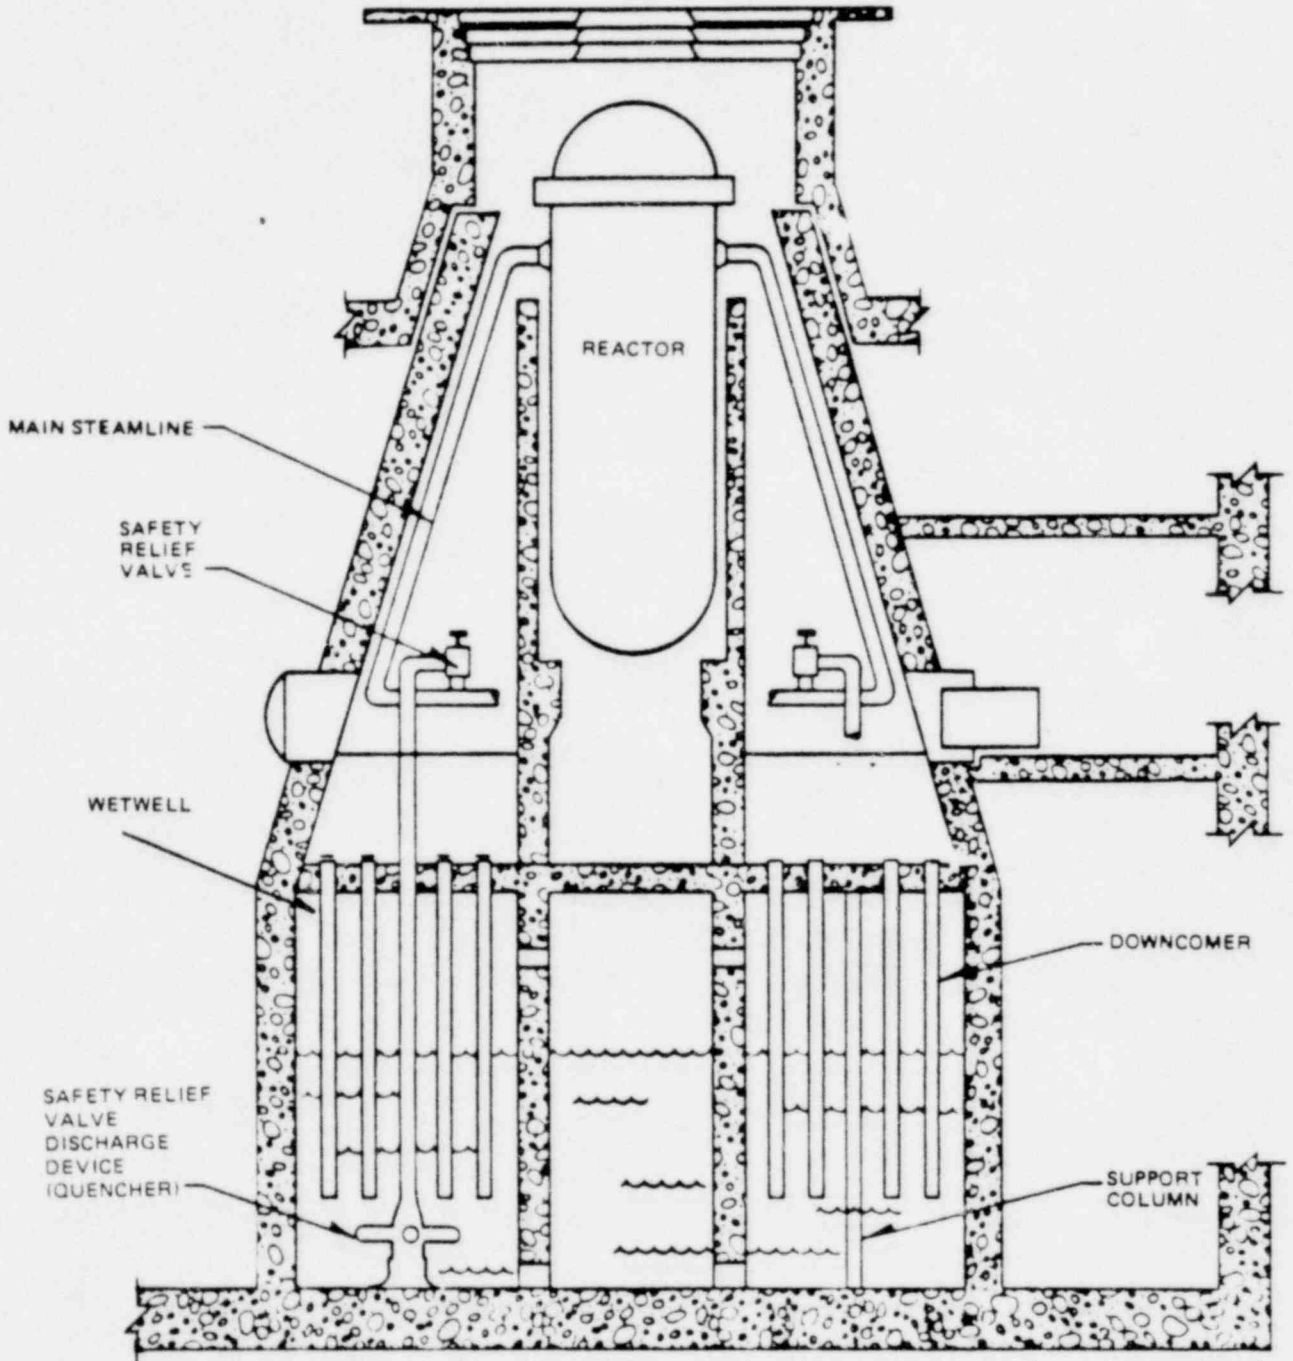 REACTOR
MAIN STEAMLINE
SAFETY
RELIEF
VALVE
WETWELL
DOWNCOMER
SAFETY RELIEF
VALVE
DISCHARGE
DEVICE
(QUENCHER)
SUPPORT
COLUMN